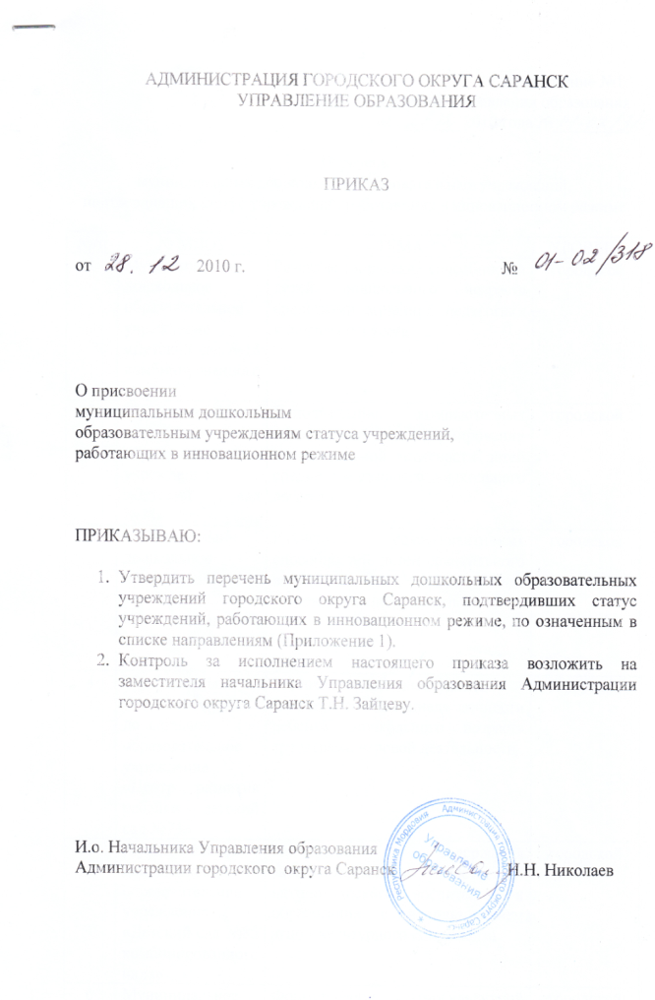 АДМИНИСТРАЦИЯ ГОРОДСКОГО ОКРУГА САРАНСК
УПРАВЛЕНИЕ ОБРАЗОВАНИЯ
ПРИКАЗ
от 28. 12 2010 г. № 01-02/318
О присвоении
муниципальным дошкольным
образовательным учреждениям статуса учреждений,
работающих в инновационном режиме
ПРИКАЗЫВАЮ:
1. Утвердить перечень муниципальных дошкольных образовательных
учреждений городского округа Саранск, подтвердивших статус
учреждений, работающих в инновационном режиме, по означенным в
списке направлениям (Приложение 1).
2. Контроль за исполнением настоящего приказа возложить на
заместителя начальника Управления образования Администрации
городского округа Саранск Т.Н. Зайцеву.
И.о. Начальника Управления образования
Администрации городского округа Саранск И.Н. Николаев
Республика Мордовия Администрация городского округа Саранск
Управление
образования